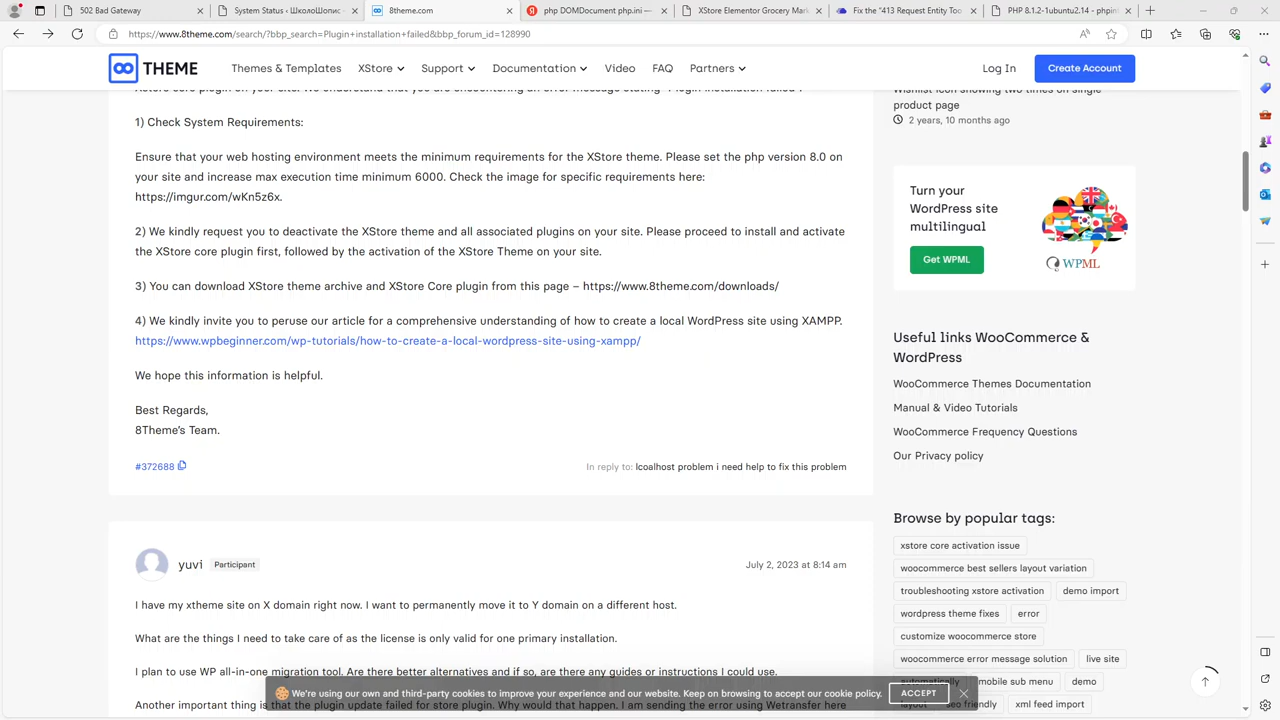 502 Bad Gateway
System Status ‹ ШколоШопис –
8theme.com
php DOMDocument php.ini —
XStore Elementor Grocery Mark
Fix the "413 Request Entity Too
PHP 8.1.2-1ubuntu2.14 - phpinf
https://www.8theme.com/search/?bbp_search=Plugin+installation+failed&bbp_forum_id=128990
THEME
Themes & Templates
XStore
Support
Documentation
Video
FAQ
Partners
Log In
Create Account
1) Check System Requirements:
Ensure that your web hosting environment meets the minimum requirements for the XStore theme. Please set the php version 8.0 on
your site and increase max execution time minimum 6000. Check the image for specific requirements here:
https://imgur.com/wKn5z6x.
2) We kindly request you to deactivate the XStore theme and all associated plugins on your site. Please proceed to install and activate
the XStore core plugin first, followed by the activation of the XStore Theme on your site.
3) You can download XStore theme archive and XStore Core plugin from this page – https://www.8theme.com/downloads/
4) We kindly invite you to peruse our article for a comprehensive understanding of how to create a local WordPress site using XAMPP.
https://www.wpbeginner.com/wp-tutorials/how-to-create-a-local-wordpress-site-using-xampp/
We hope this information is helpful.
Best Regards,
8Theme's Team.
#372688
In reply to: lcoalhost problem i need help to fix this problem
yuvi Participant
July 2, 2023 at 8:14 am
I have my xtheme site on X domain right now. I want to permanently move it to Y domain on a different host.
What are the things I need to take care of as the license is only valid for one primary installation.
I plan to use WP all-in-one migration tool. Are there better alternatives and if so, are there any guides or instructions I could use.
Another important thing is that the plugin update failed for store plugin. Why would that happen. I am sending the error using Wetransfer here
Wishlist icon showing two times on single
product page
2 years, 10 months ago
Turn your
WordPress site
multilingual
Get WPML
WPML
Useful links WooCommerce &
WordPress
WooCommerce Themes Documentation
Manual & Video Tutorials
WooCommerce Frequency Questions
Our Privacy policy
Browse by popular tags:
xstore core activation issue
woocommerce best sellers layout variation
troubleshooting xstore activation
demo import
wordpress theme fixes
error
customize woocommerce store
woocommerce error message solution
live site
automatically
mobile sub menu
demo
layout
seo friendly
xml feed import
We're using our own and third-party cookies to improve your experience and our website. Keep on browsing to accept our cookie policy.
ACCEPT